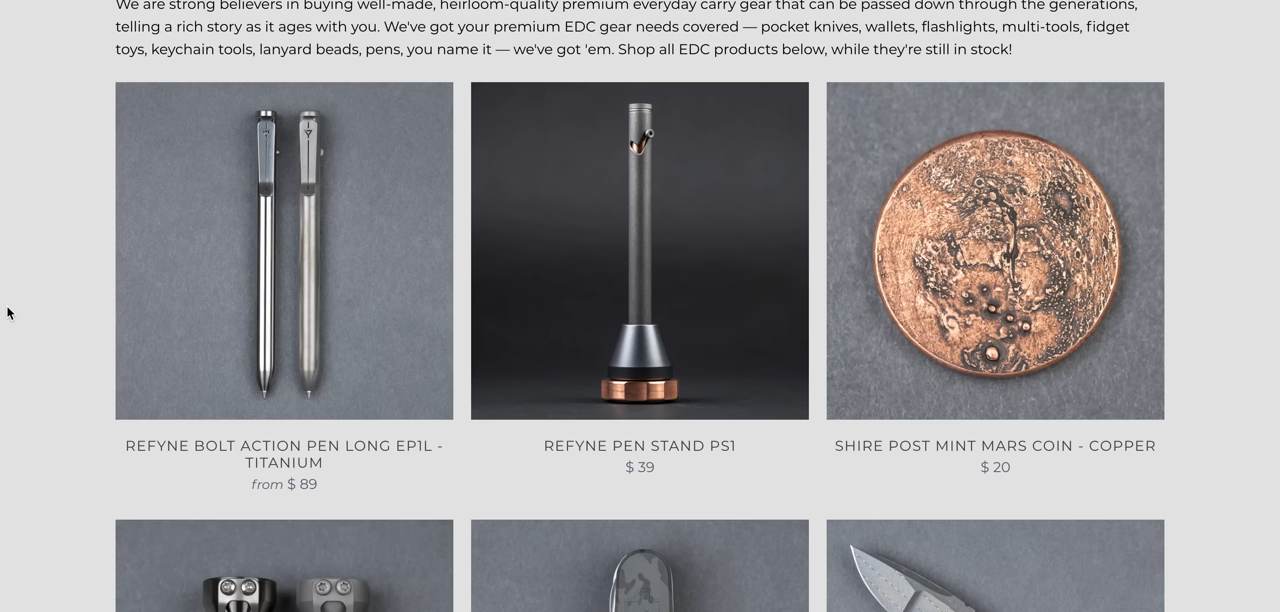 We are strong believers in buying well-made, heirloom-quality premium everyday carry gear that can be passed down through the generations,
telling a rich story as it ages with you. We've got your premium EDC gear needs covered — pocket knives, wallets, flashlights, multi-tools, fidget
toys, keychain tools, lanyard beads, pens, you name it — we've got 'em. Shop all EDC products below, while they're still in stock!
REFYNE BOLT ACTION PEN LONG EP1L -
TITANIUM
from $ 89
REFYNE PEN STAND PS1
$ 39
SHIRE POST MINT MARS COIN - COPPER
$ 20